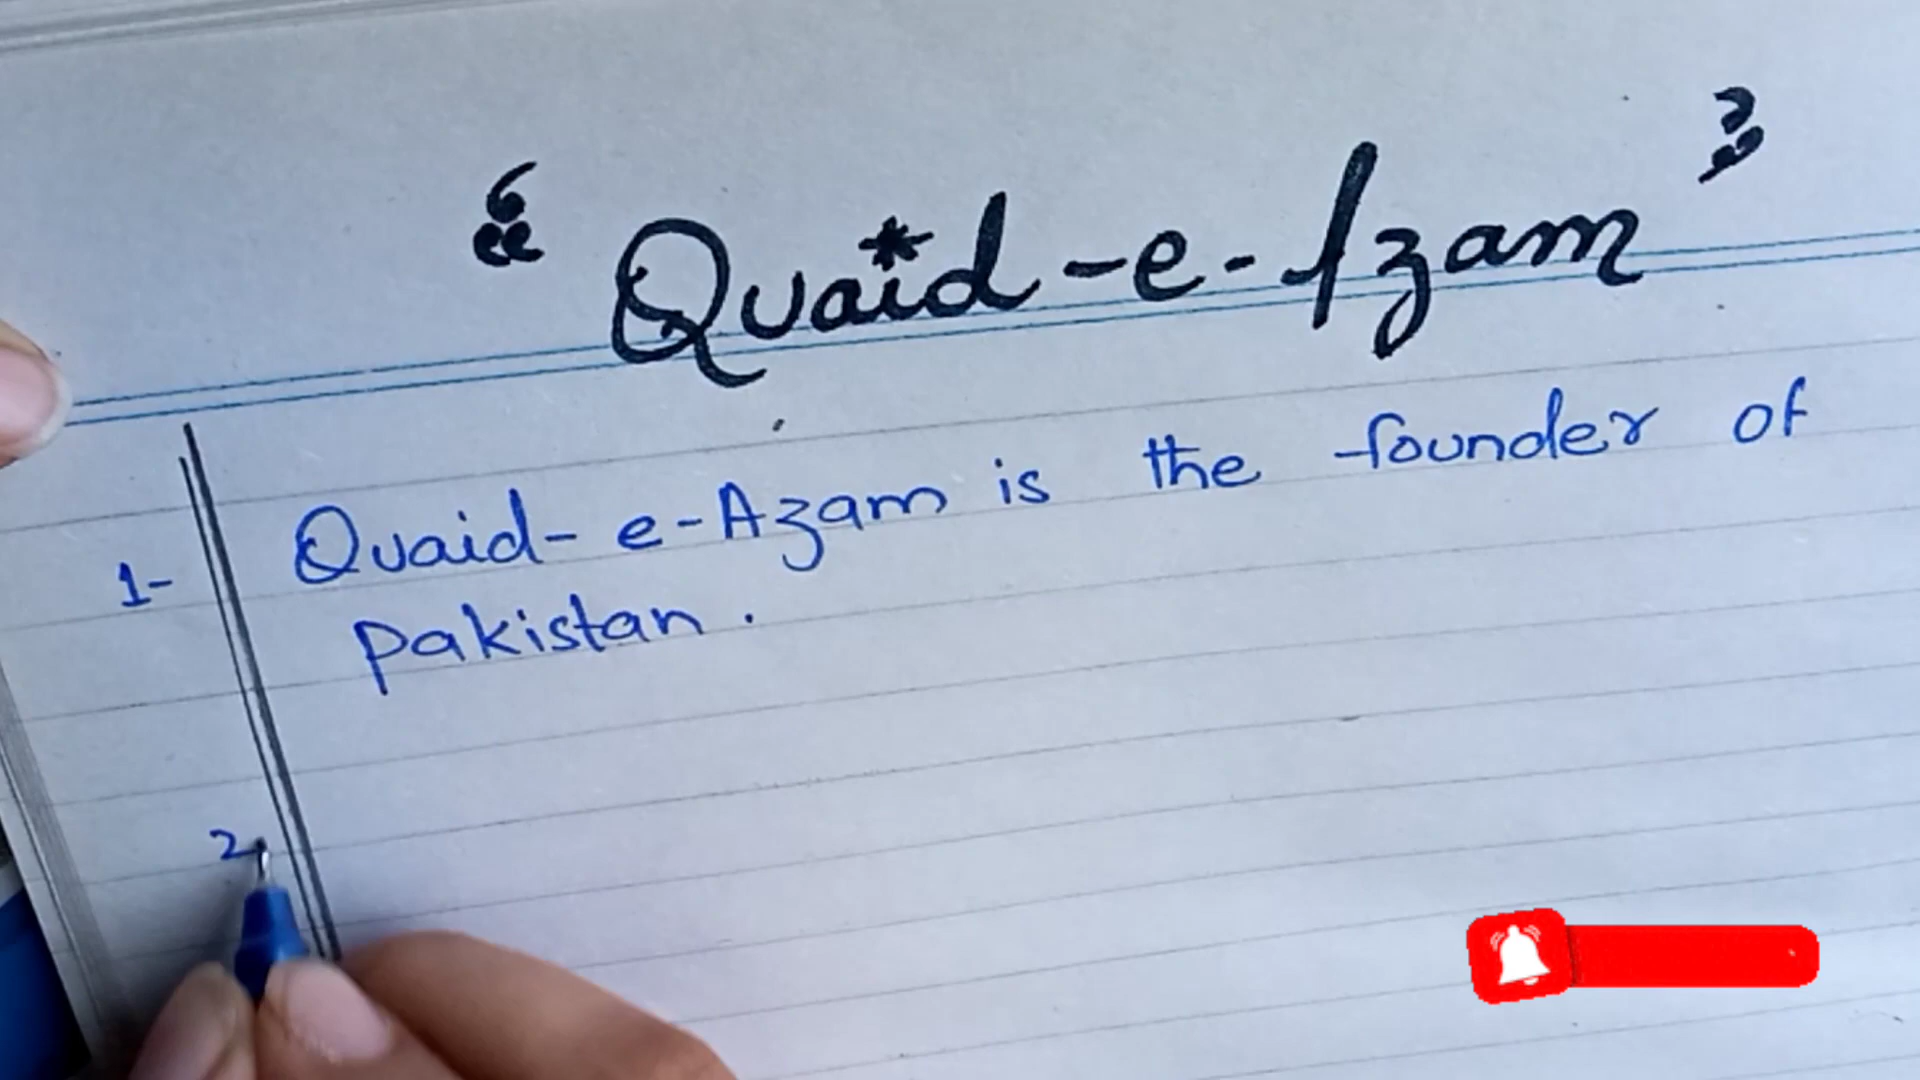 "Quaid-e-Azam"
1- Quaid-e-Azam is the founder of
pakistan.
2